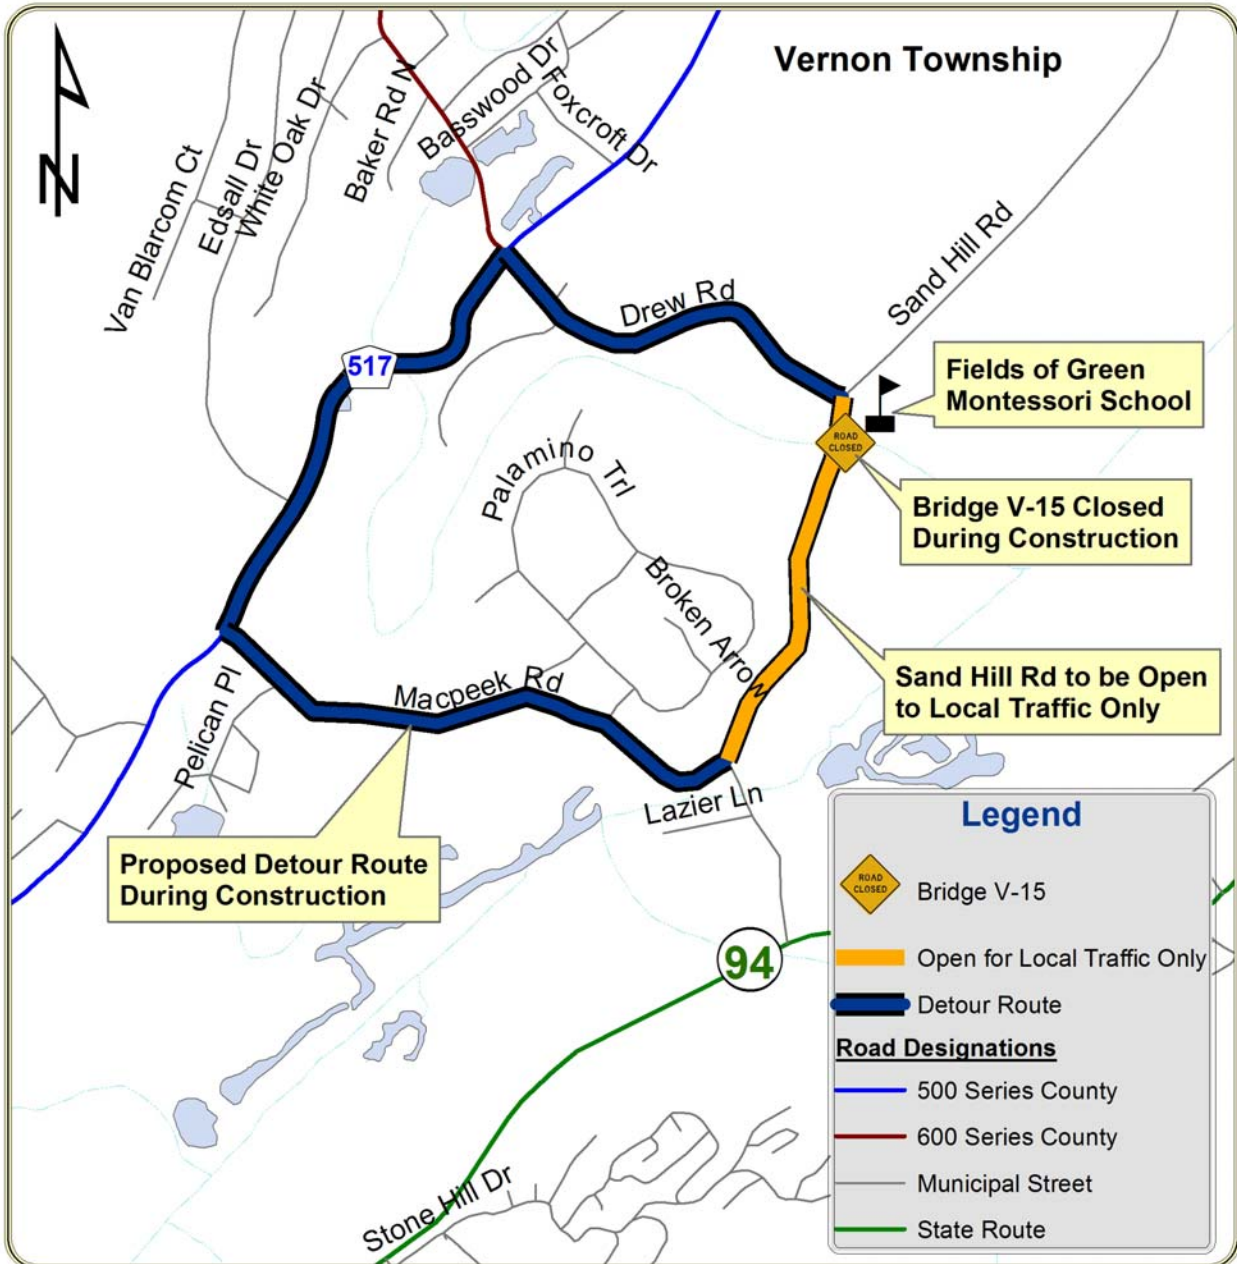 Vernon Township
N
Van Blarcom Ct
Edsall Dr
White Oak Dr
Baker Rd N
Basswood Dr
Foxcroft Dr
Sand Hill Rd
Drew Rd
517
Fields of Green
Montessori School
ROAD
CLOSED
Bridge V-15 Closed
During Construction
Palamino Trl
Broken Arrow
Sand Hill Rd to be Open
to Local Traffic Only
Macpeek Rd
Pelican Pl
Lazier Ln
Proposed Detour Route
During Construction
94
Stone Hill Dr
Legend
ROAD
CLOSED
Bridge V-15
Open for Local Traffic Only
Detour Route
Road Designations
500 Series County
600 Series County
Municipal Street
State Route